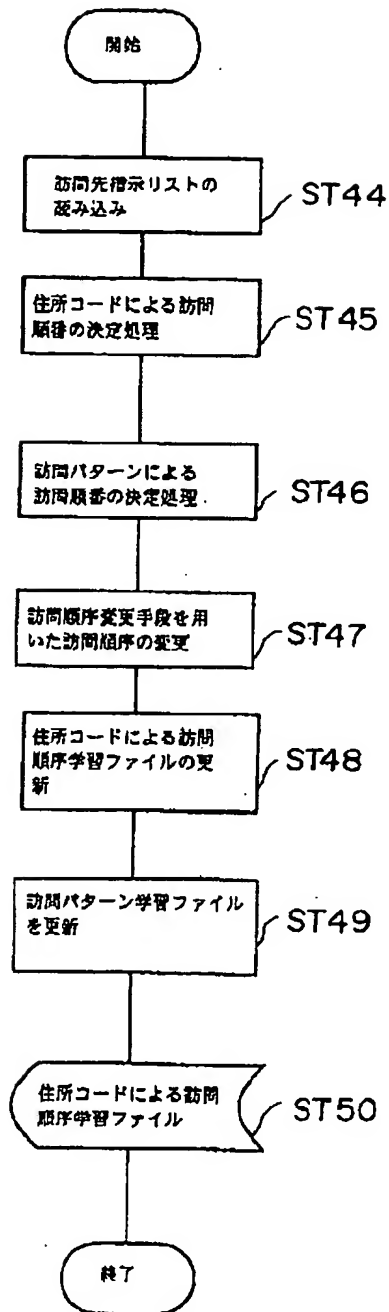 開始
訪問先指示リストの
読み込み
ST44
住所コードによる訪問
順番の決定処理
ST45
訪問パターンによる
訪問順番の決定処理.
ST46
訪問順序変更手段を用
いた訪問順序の変更
ST47
住所コードによる訪問
順序学習ファイルの更
新
ST48
訪問パターン学習ファイル
を更新
ST49
住所コードによる訪問
順序学習ファイル
ST50
終了